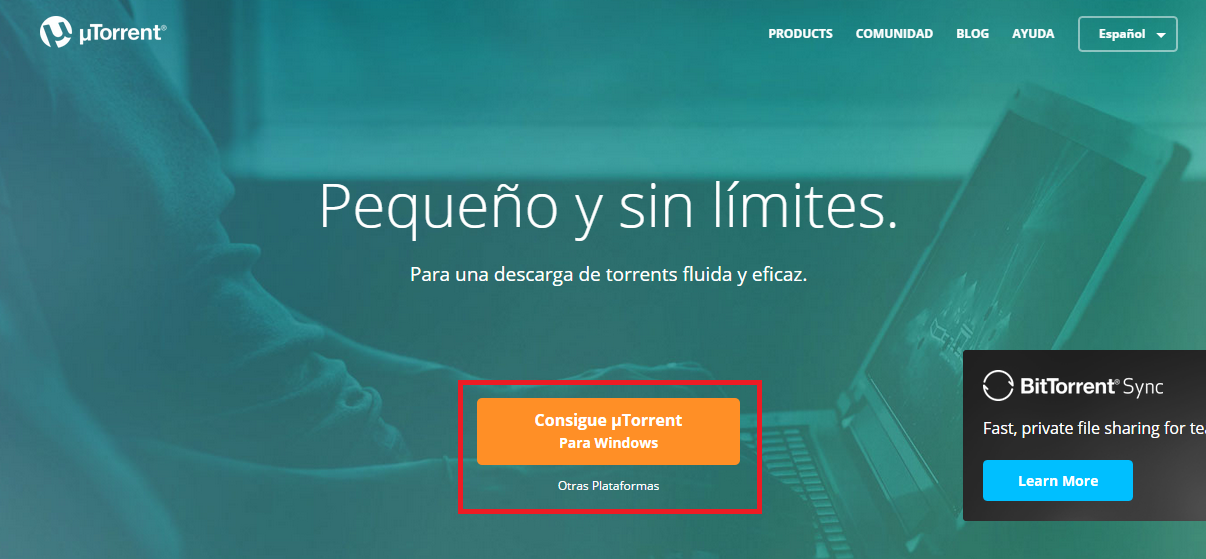 µTorrent®
PRODUCTS COMUNIDAD BLOG AYUDA Español
Pequeño y sin límites.
Para una descarga de torrents fluida y eficaz.
Consigue µTorrent
Para Windows
Otras Plataformas
BitTorrent® Sync
Fast, private file sharing for te
Learn More